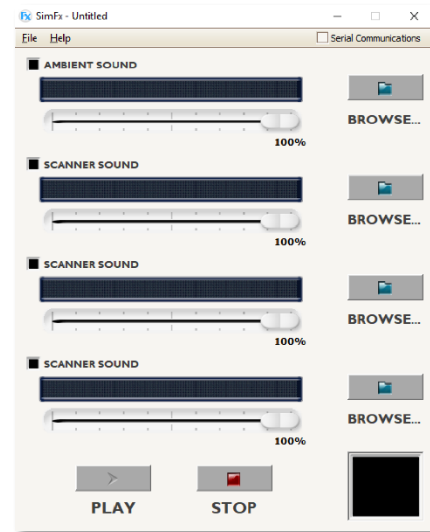 Fx SimFx - Untitled
File Help Serial Communications
AMBIENT SOUND
BROWSE...
100%
SCANNER SOUND
BROWSE...
100%
SCANNER SOUND
BROWSE...
100%
SCANNER SOUND
BROWSE...
100%
PLAY STOP